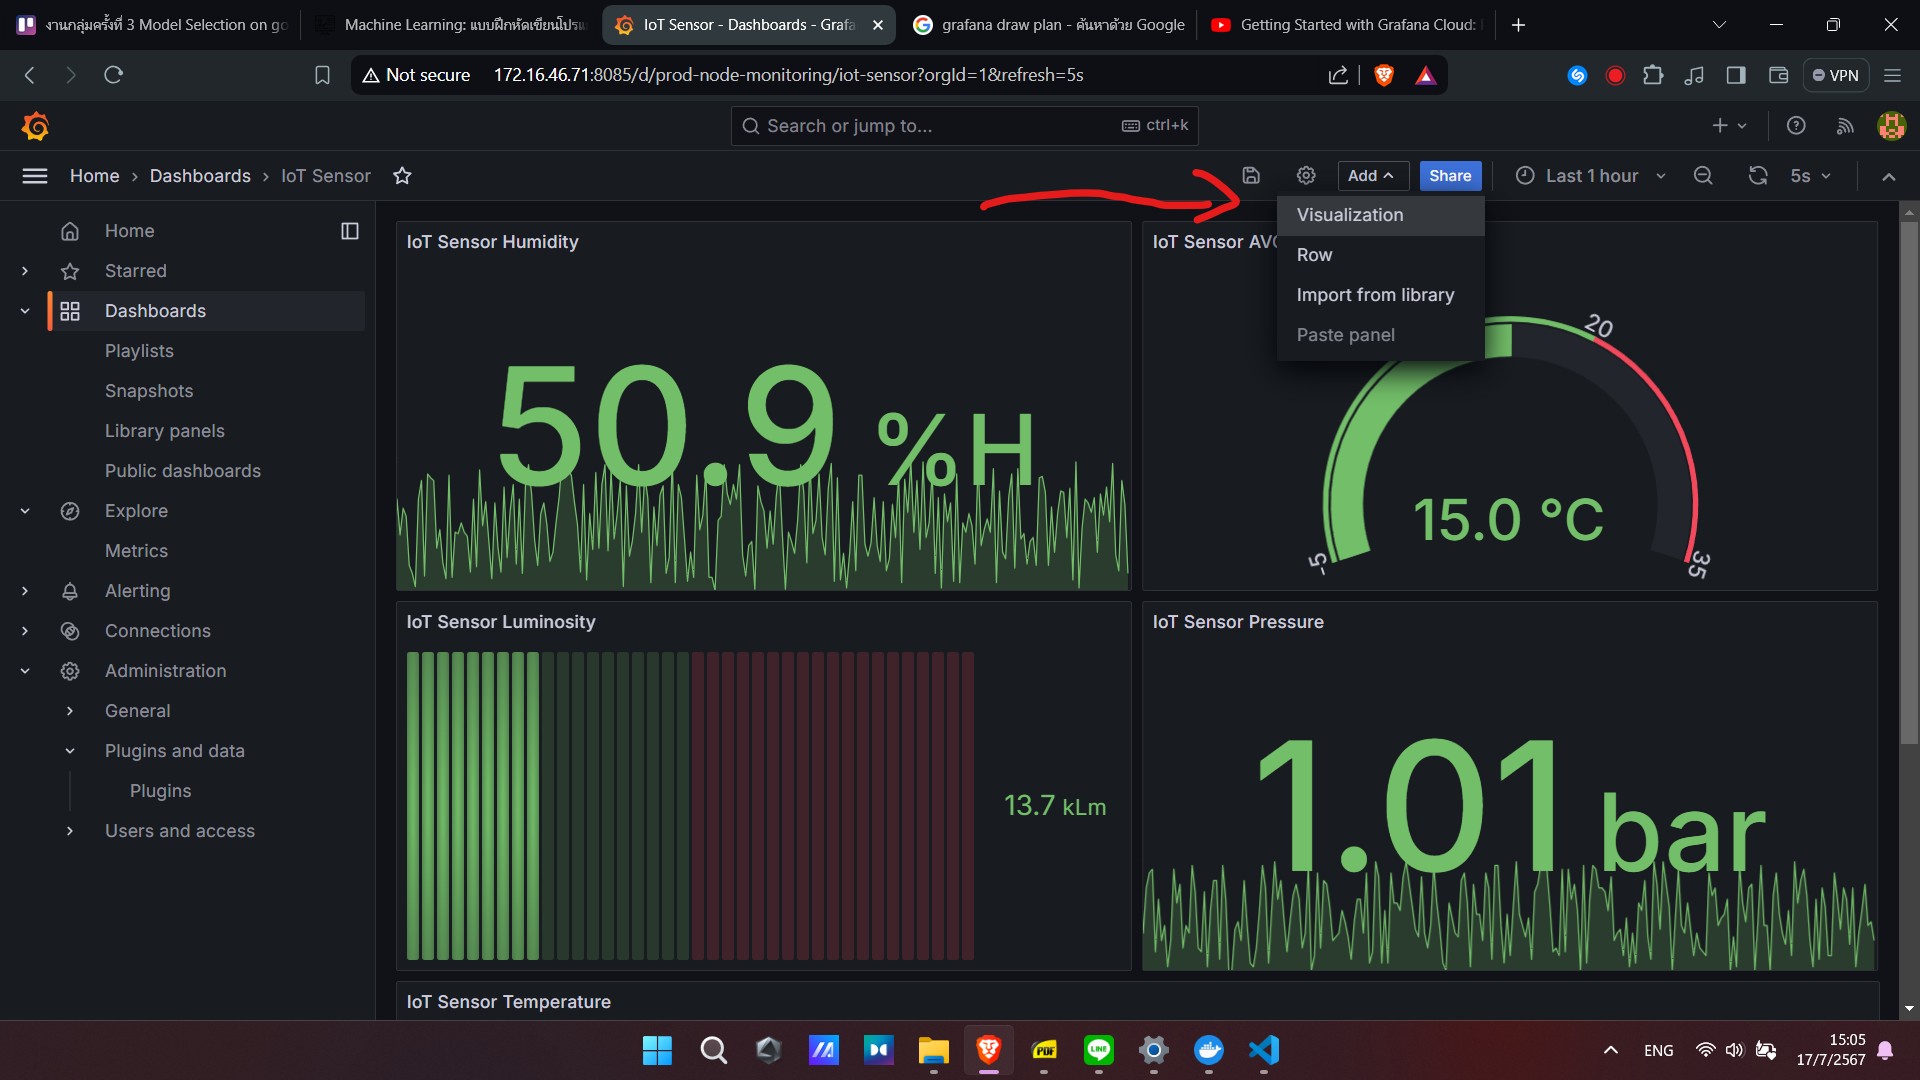 งานกลุ่มครั้งที่ 3 Model Selection on go
Machine Learning: แบบฝึกหัดเขียนโปรแ
IoT Sensor - Dashboards - Grafa
grafana draw plan - ค้นหาด้วย Google
Getting Started with Grafana Cloud:
Not secure
172.16.46.71:8085/d/prod-node-monitoring/iot-sensor?orgId=1&refresh=5s
VPN
Search or jump to...
ctrl+k
Home
Dashboards
IoT Sensor
Add
Share
Last 1 hour
5s
Visualization
Row
Import from library
Paste panel
Home
Starred
Dashboards
Playlists
Snapshots
Library panels
Public dashboards
Explore
Metrics
Alerting
Connections
Administration
General
Plugins and data
Plugins
Users and access
IoT Sensor Humidity
50.9 %H
IoT Sensor AVG
-5
20
35
15.0 °C
IoT Sensor Luminosity
13.7 kLm
IoT Sensor Pressure
1.01 bar
IoT Sensor Temperature
PDF
LINE
ENG
15:05
17/7/2567